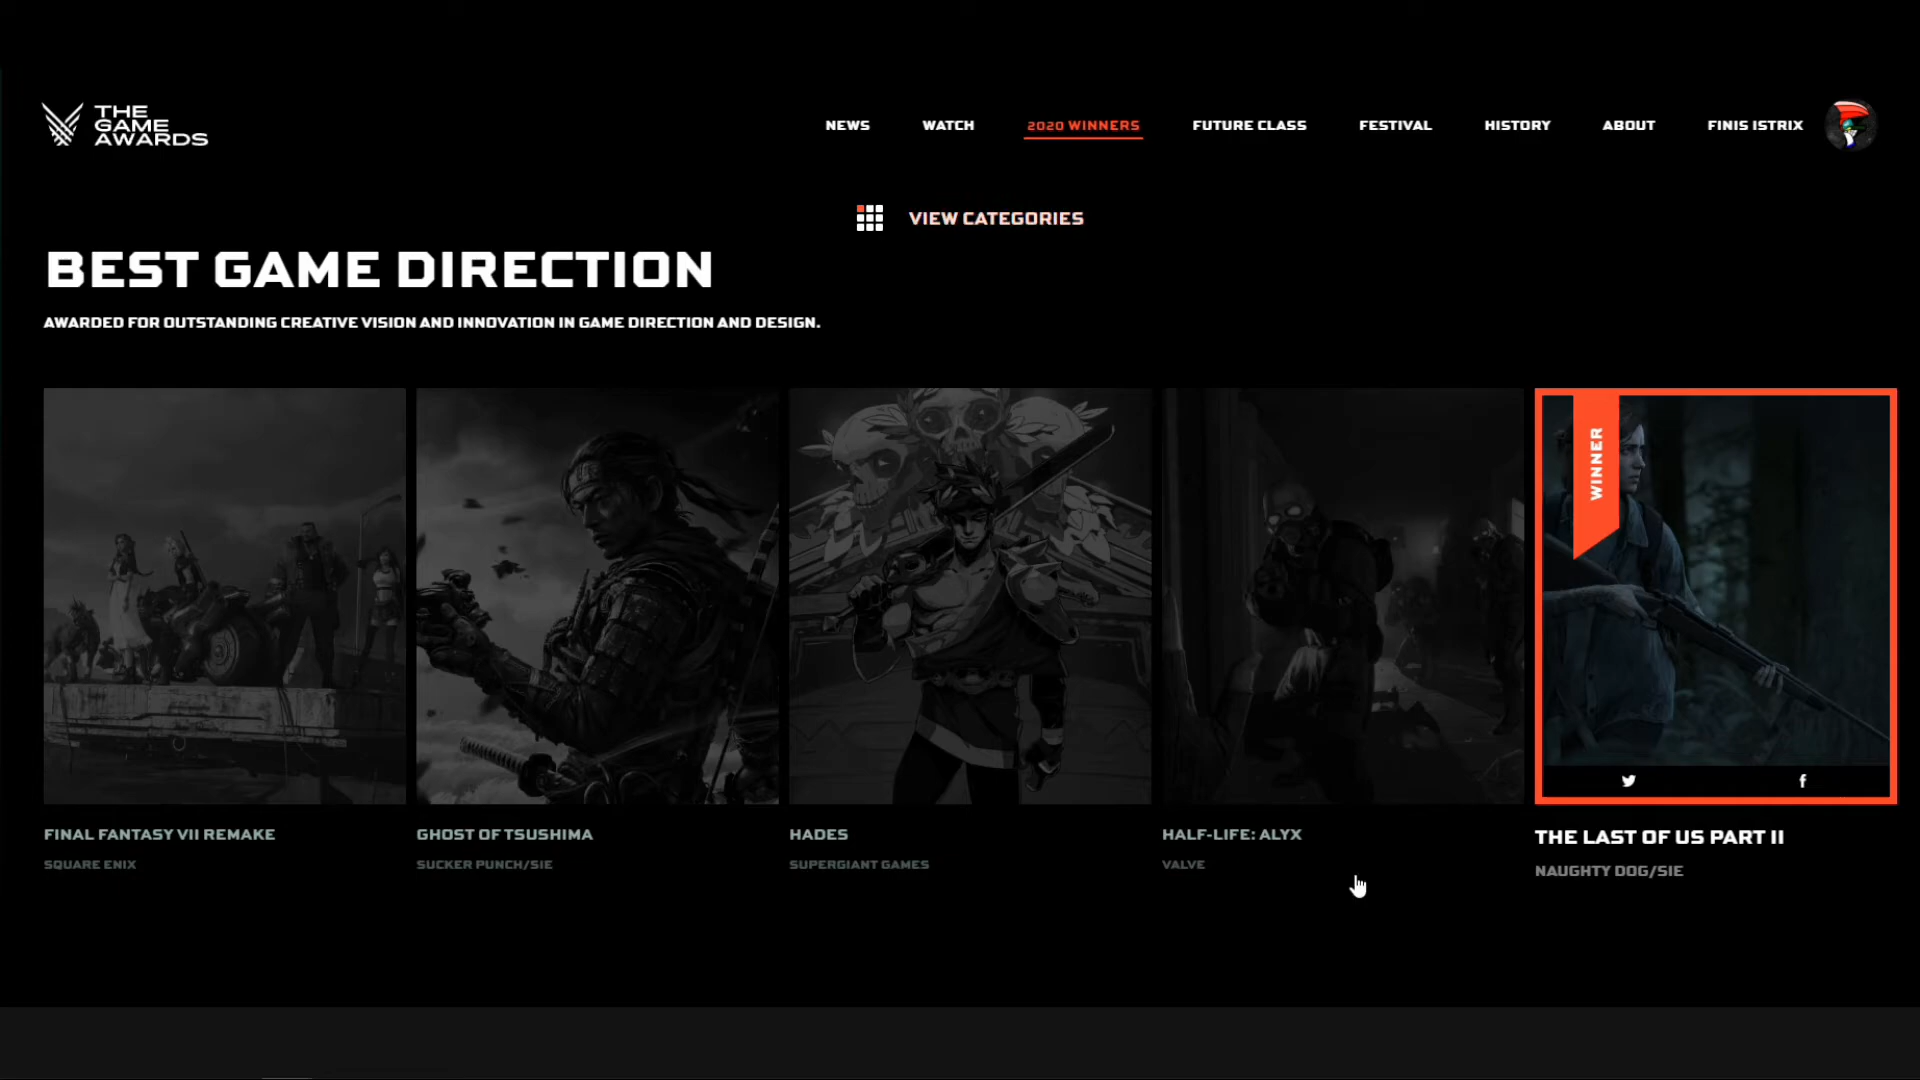 THE
GAME
AWARDS
NEWS
WATCH
2020 WINNERS
FUTURE CLASS
FESTIVAL
HISTORY
ABOUT
FINIS ISTRIX
VIEW CATEGORIES
BEST GAME DIRECTION
AWARDED FOR OUTSTANDING CREATIVE VISION AND INNOVATION IN GAME DIRECTION AND DESIGN.
WINNER
FINAL FANTASY VII REMAKE
SQUARE ENIX
GHOST OF TSUSHIMA
SUCKER PUNCH/SIE
HADES
SUPERGIANT GAMES
HALF-LIFE: ALYX
VALVE
THE LAST OF US PART II
NAUGHTY DOG/SIE